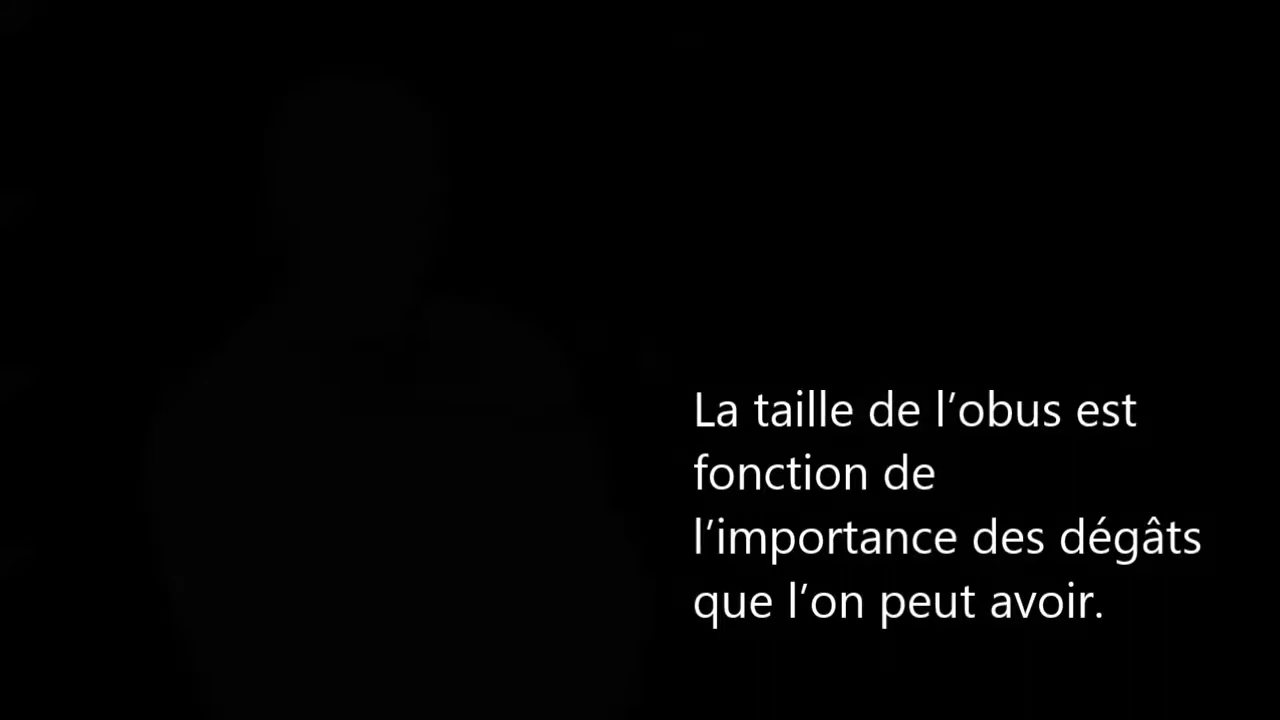 La taille de l’obus est
fonction de
l’importance des dégâts
que l’on peut avoir.